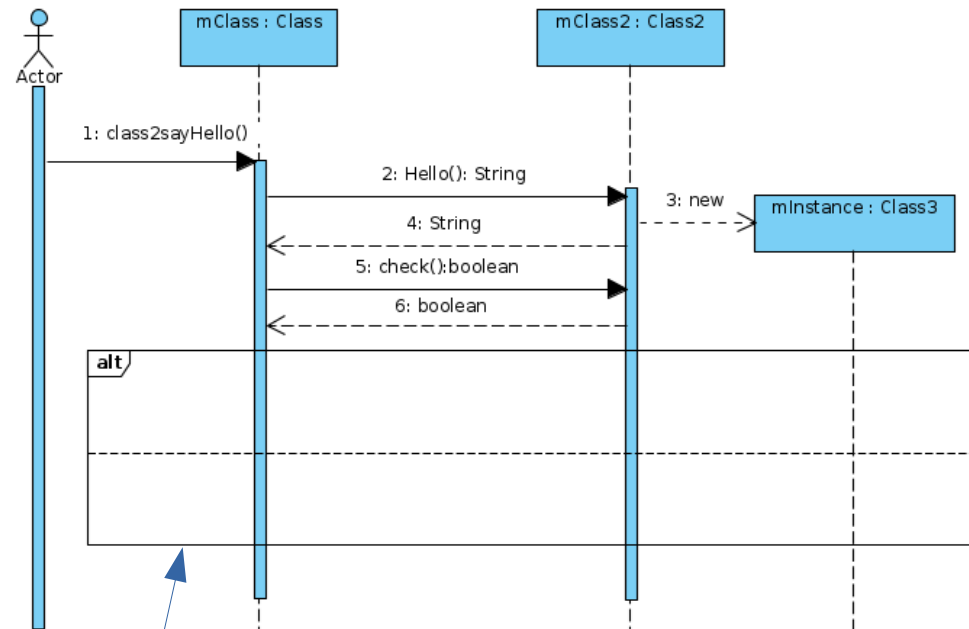 mClass : Class
mClass2 : Class2
Actor
1: class2sayHello()
2: Hello(): String
3: new
mInstance : Class3
4: String
5: check():boolean
6: boolean
alt